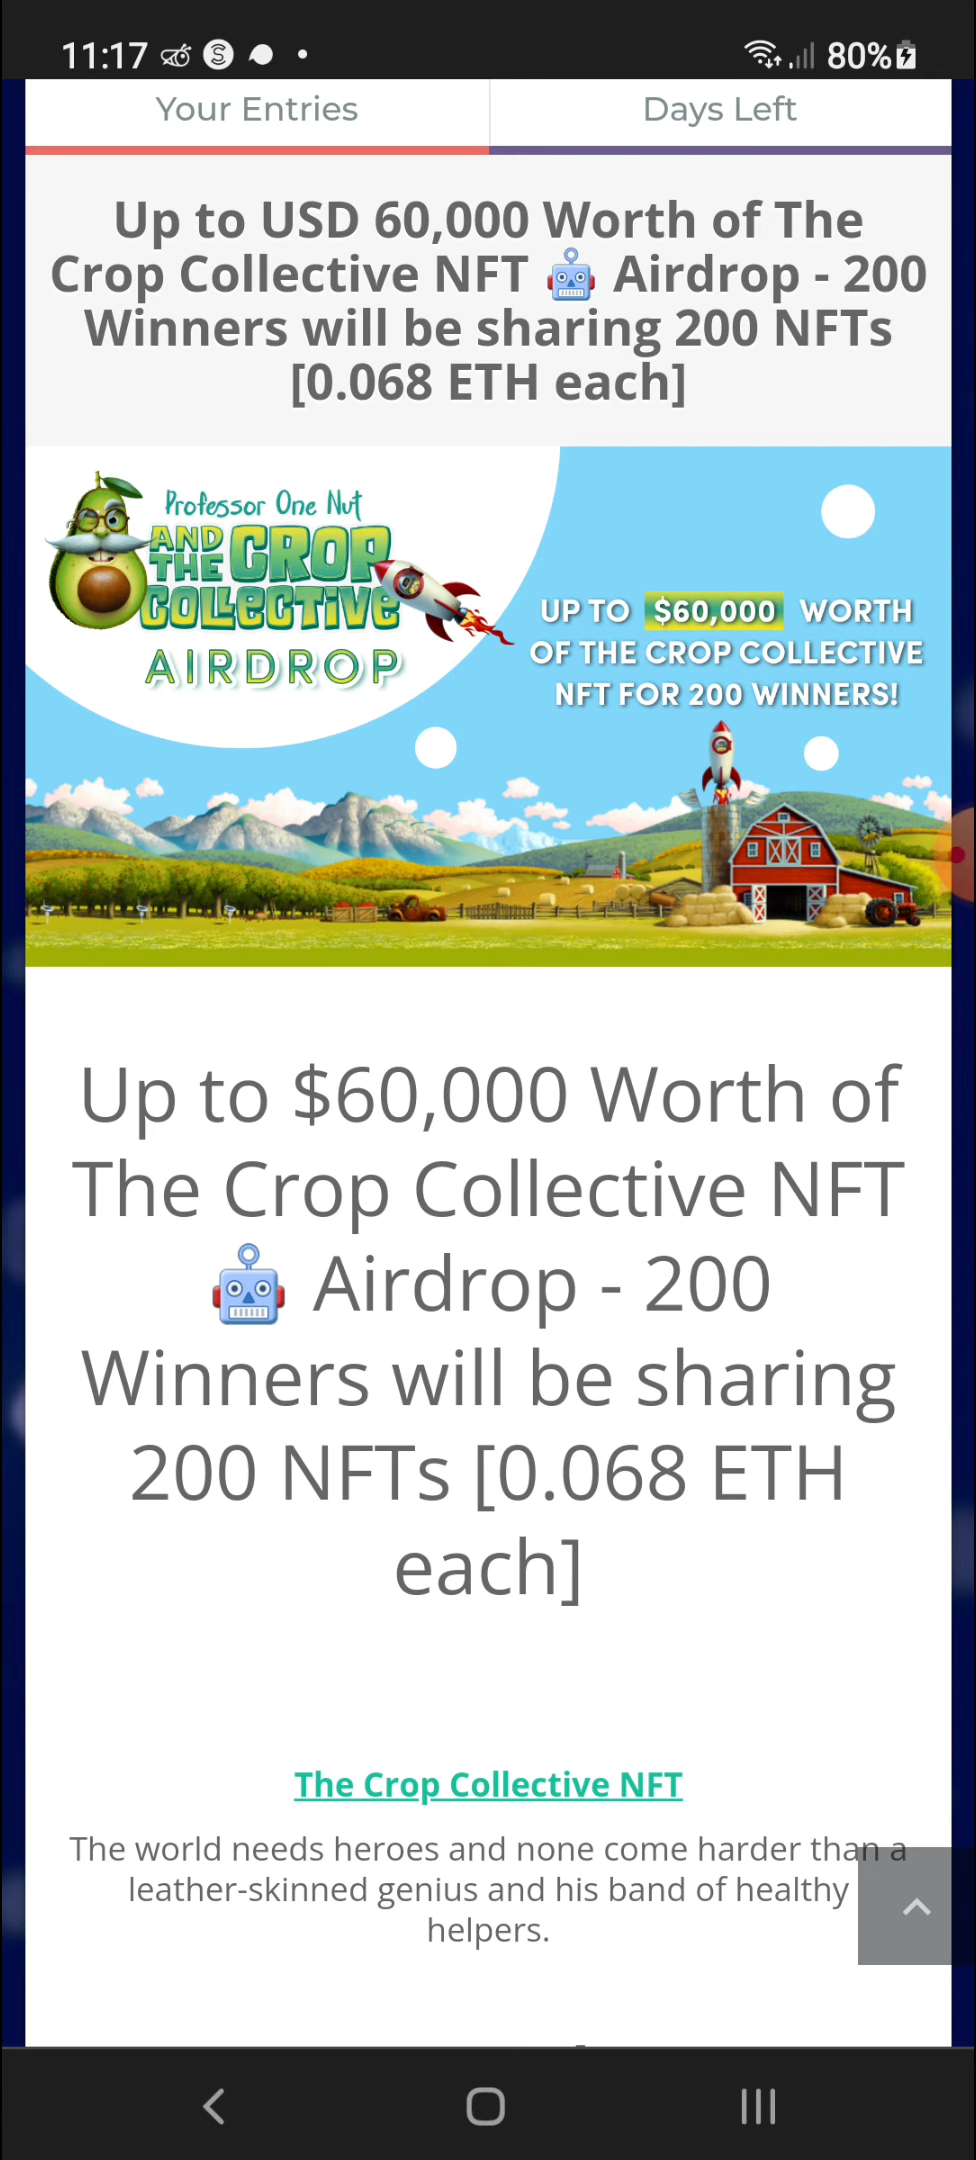 11:17
80%
Your Entries
Days Left
Up to USD 60,000 Worth of The
Crop Collective NFT 🤖 Airdrop - 200
Winners will be sharing 200 NFTs
[0.068 ETH each]
Professor One Nut
AND
THE CROP
COLLECTIVE
AIRDROP
UP TO $60,000 WORTH
OF THE CROP COLLECTIVE
NFT FOR 200 WINNERS!
Up to $60,000 Worth of
The Crop Collective NFT
🤖 Airdrop - 200
Winners will be sharing
200 NFTs [0.068 ETH
each]
The Crop Collective NFT
The world needs heroes and none come harder than a
leather-skinned genius and his band of healthy
helpers.